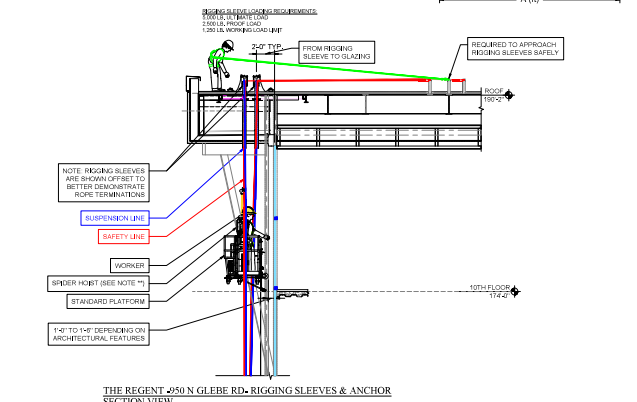 A (ft)
RIGGING SLEEVE LOADING REQUIREMENTS:
5,000 LB. ULTIMATE LOAD
2,500 LB. PROOF LOAD
1,250 LB. WORKING LOAD LIMIT
2'-0" TYP.
FROM RIGGING
SLEEVE TO GLAZING
REQUIRED TO APPROACH
RIGGING SLEEVES SAFELY
ROOF
190'-2"
NOTE: RIGGING SLEEVES
ARE SHOWN OFFSET TO
BETTER DEMONSTRATE
ROPE TERMINATIONS
SUSPENSION LINE
SAFETY LINE
WORKER
SPIDER HOIST (SEE NOTE **)
STANDARD PLATFORM
10TH FLOOR
174'-0"
1'-0" TO 1'-6" DEPENDING ON
ARCHITECTURAL FEATURES
THE REGENT -950 N GLEBE RD- RIGGING SLEEVES & ANCHOR
SECTION VIEW